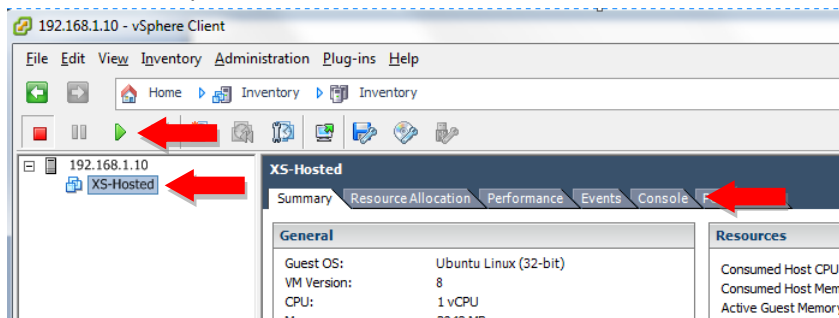 192.168.1.10 - vSphere Client
File Edit View Inventory Administration Plug-ins Help
Home Inventory Inventory
192.168.1.10
XS-Hosted
XS-Hosted
Summary Resource Allocation Performance Events Console
General
Guest OS: Ubuntu Linux (32-bit)
VM Version: 8
CPU: 1 vCPU
Resources
Consumed Host CPU
Consumed Host Mem
Active Guest Memory